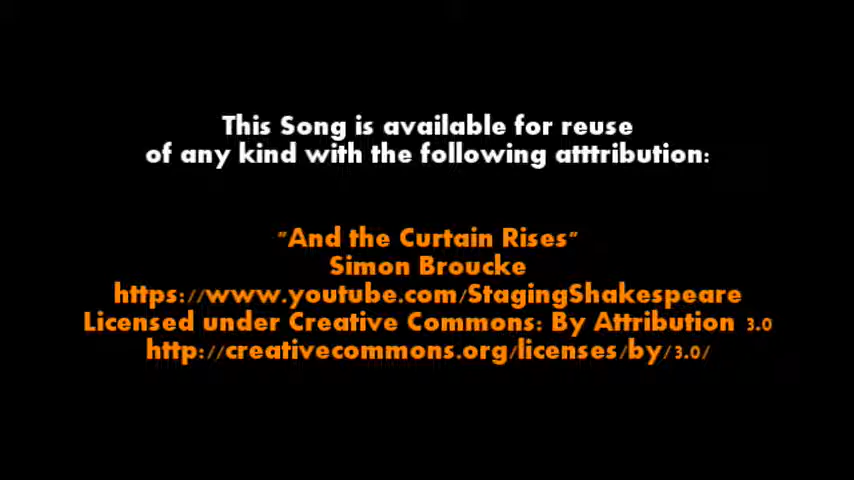 This Song is available for reuse
of any kind with the following atttribution:
"And the Curtain Rises"
Simon Broucke
https://www.youtube.com/StagingShakespeare
Licensed under Creative Commons: By Attribution 3.0
http://creativecommons.org/licenses/by/3.0/